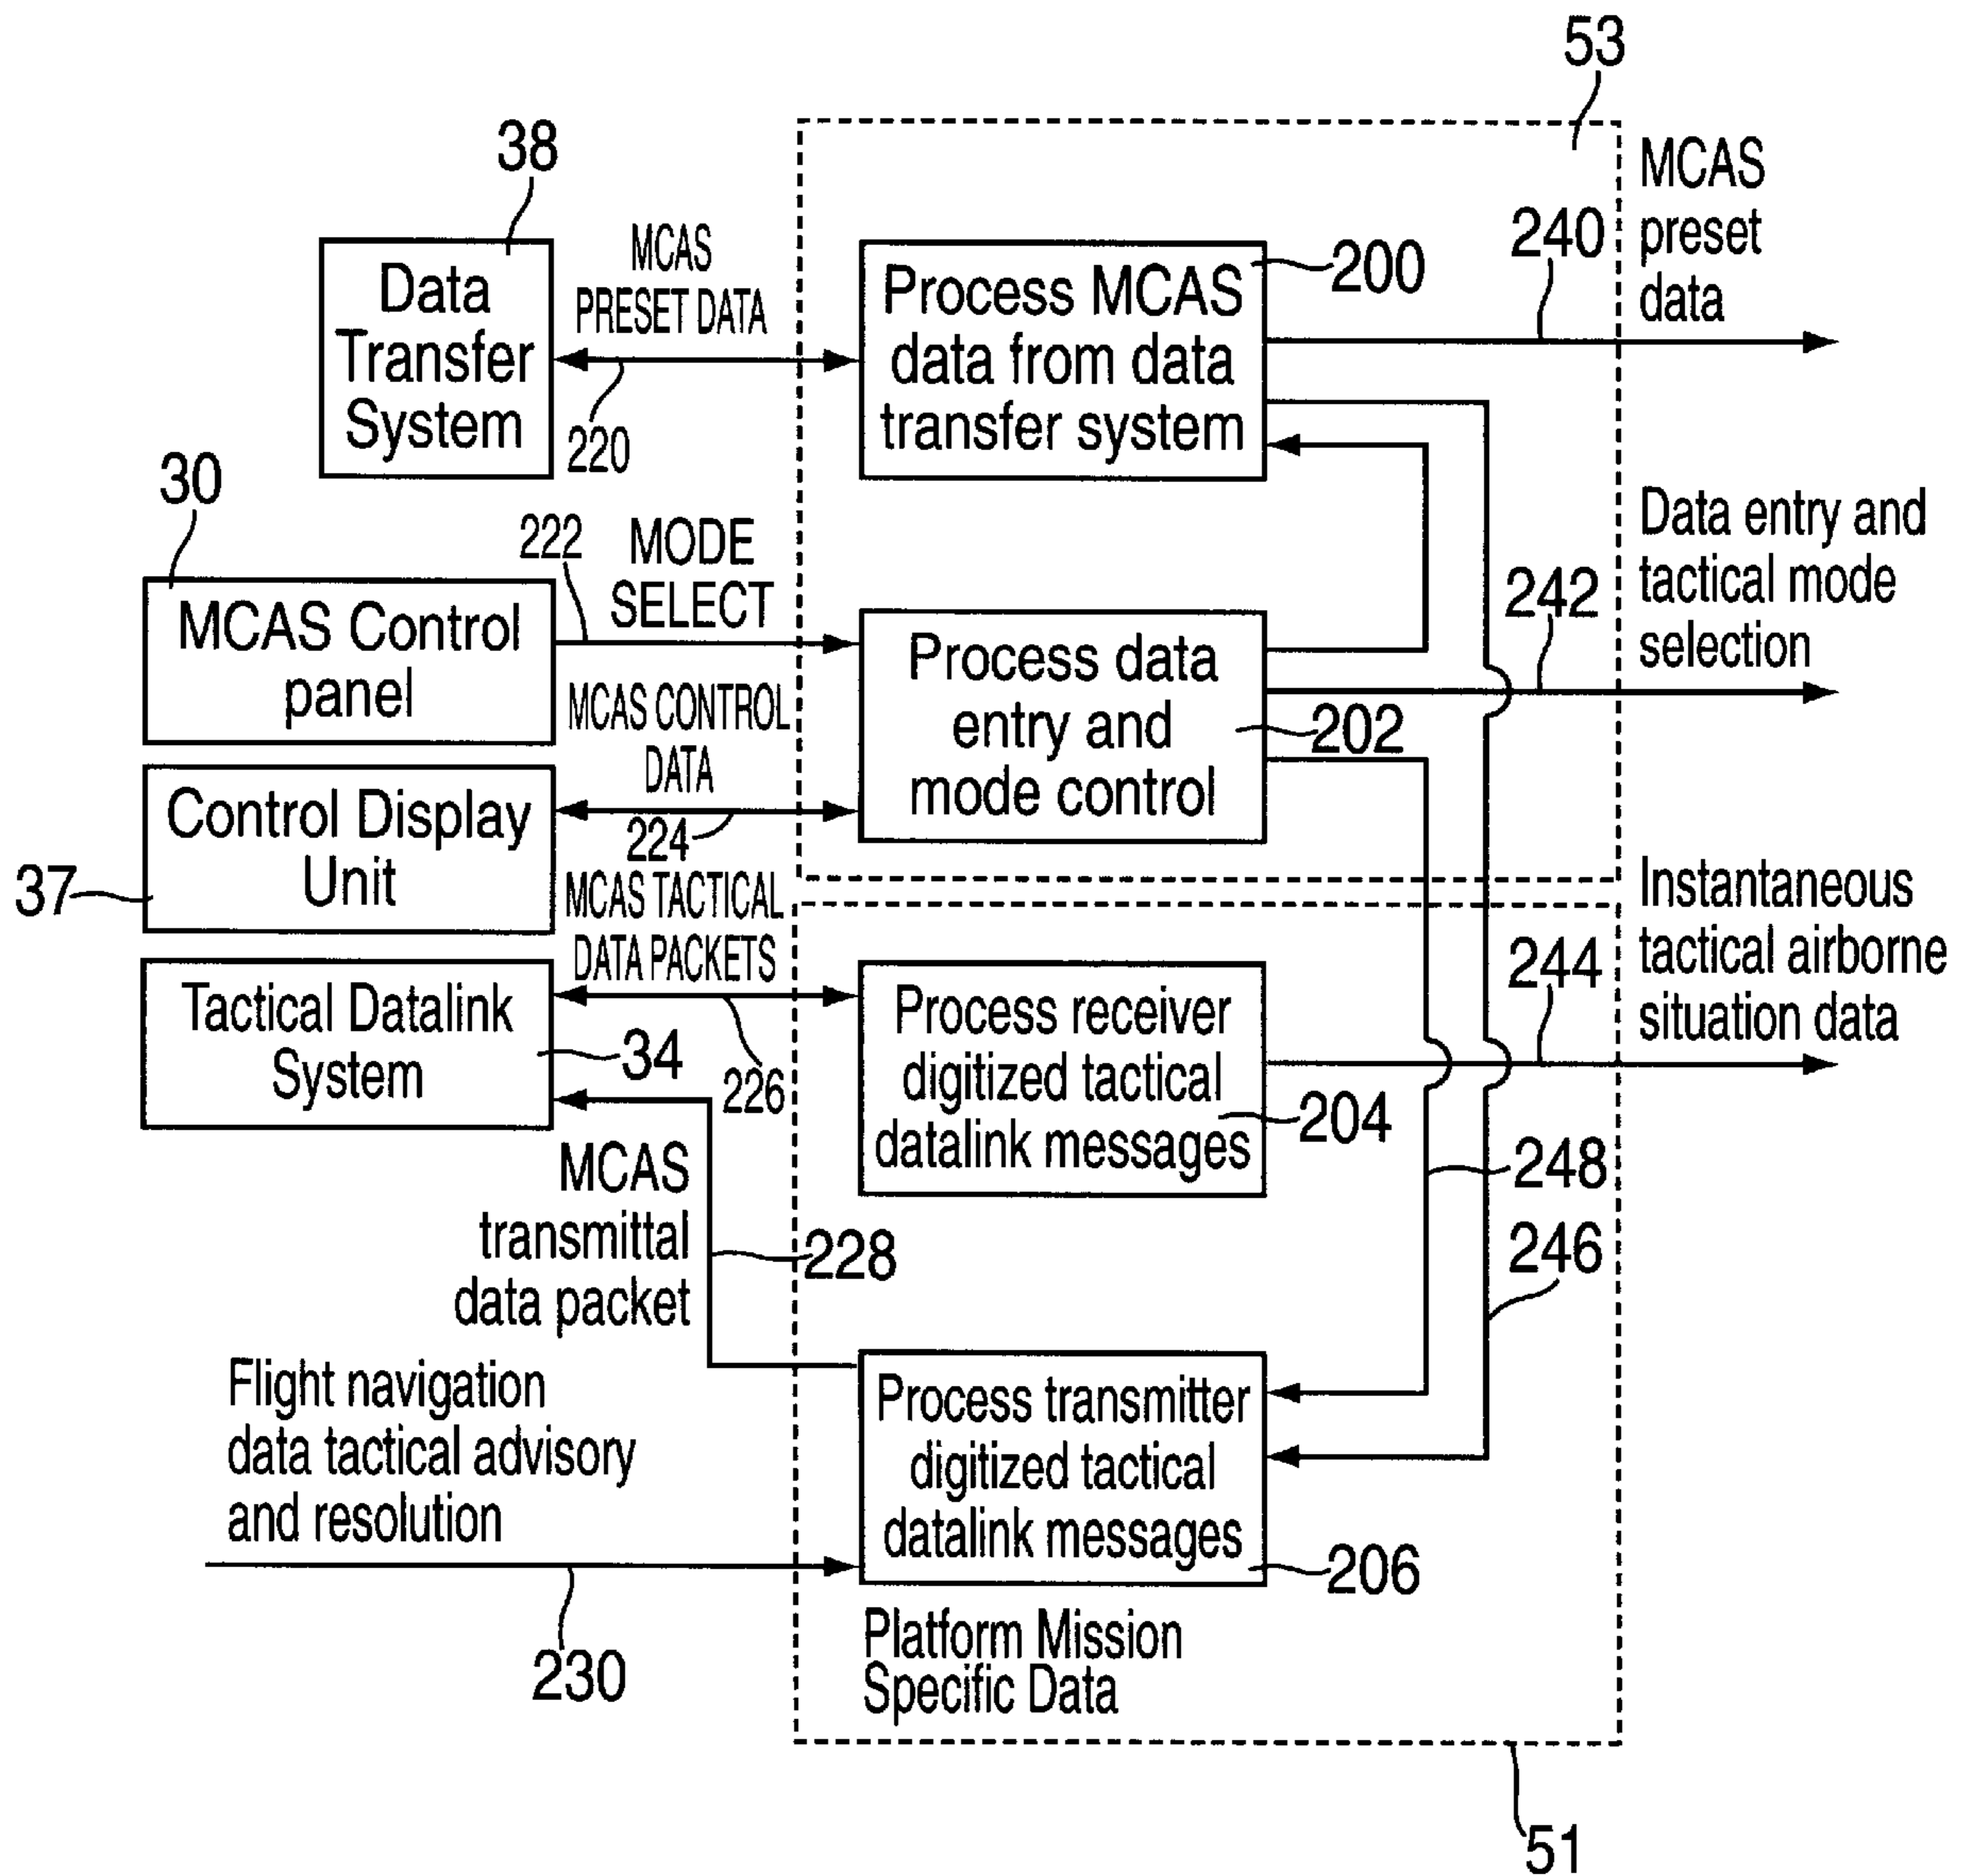 53
38
MCAS
preset
data
240
Data
Transfer
System
MCAS
PRESET DATA
220
Process MCAS
data from data
transfer system
200
30
222
MODE
SELECT
MCAS Control
panel
Data entry and
tactical mode
selection
242
Process data
entry and
mode control
202
MCAS CONTROL
DATA
224
Control Display
Unit
37
MCAS TACTICAL
DATA PACKETS
226
Instantaneous
tactical airborne
situation data
244
Tactical Datalink
System
34
Process receiver
digitized tactical
datalink messages
204
248
246
MCAS
transmittal
data packet
228
Flight navigation
data tactical advisory
and resolution
230
Process transmitter
digitized tactical
datalink messages
206
Platform Mission
Specific Data
51